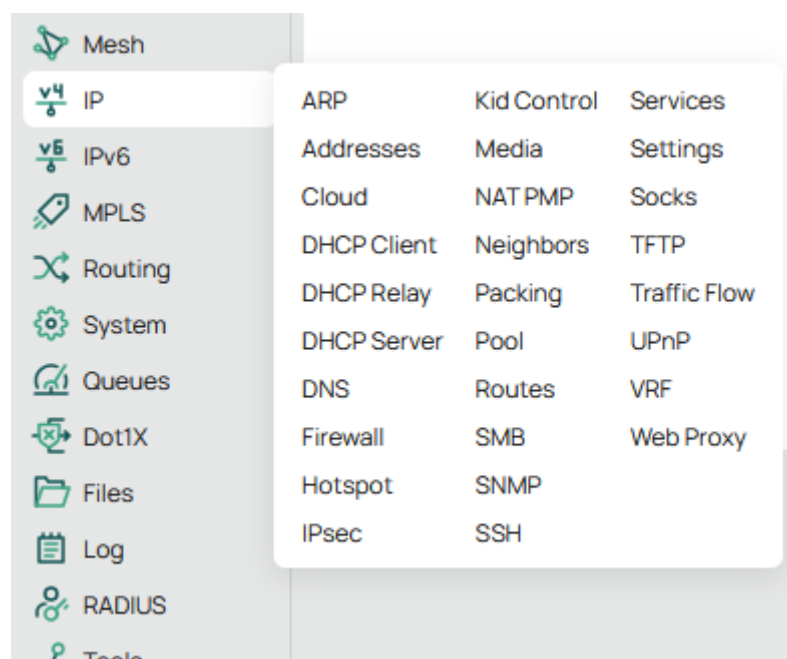 Mesh
IP
IPv6
MPLS
Routing
System
Queues
Dot1X
Files
Log
RADIUS
Tools
ARP
Addresses
Cloud
DHCP Client
DHCP Relay
DHCP Server
DNS
Firewall
Hotspot
IPsec
Kid Control
Media
NAT PMP
Neighbors
Packing
Pool
Routes
SMB
SNMP
SSH
Services
Settings
Socks
TFTP
Traffic Flow
UPnP
VRF
Web Proxy